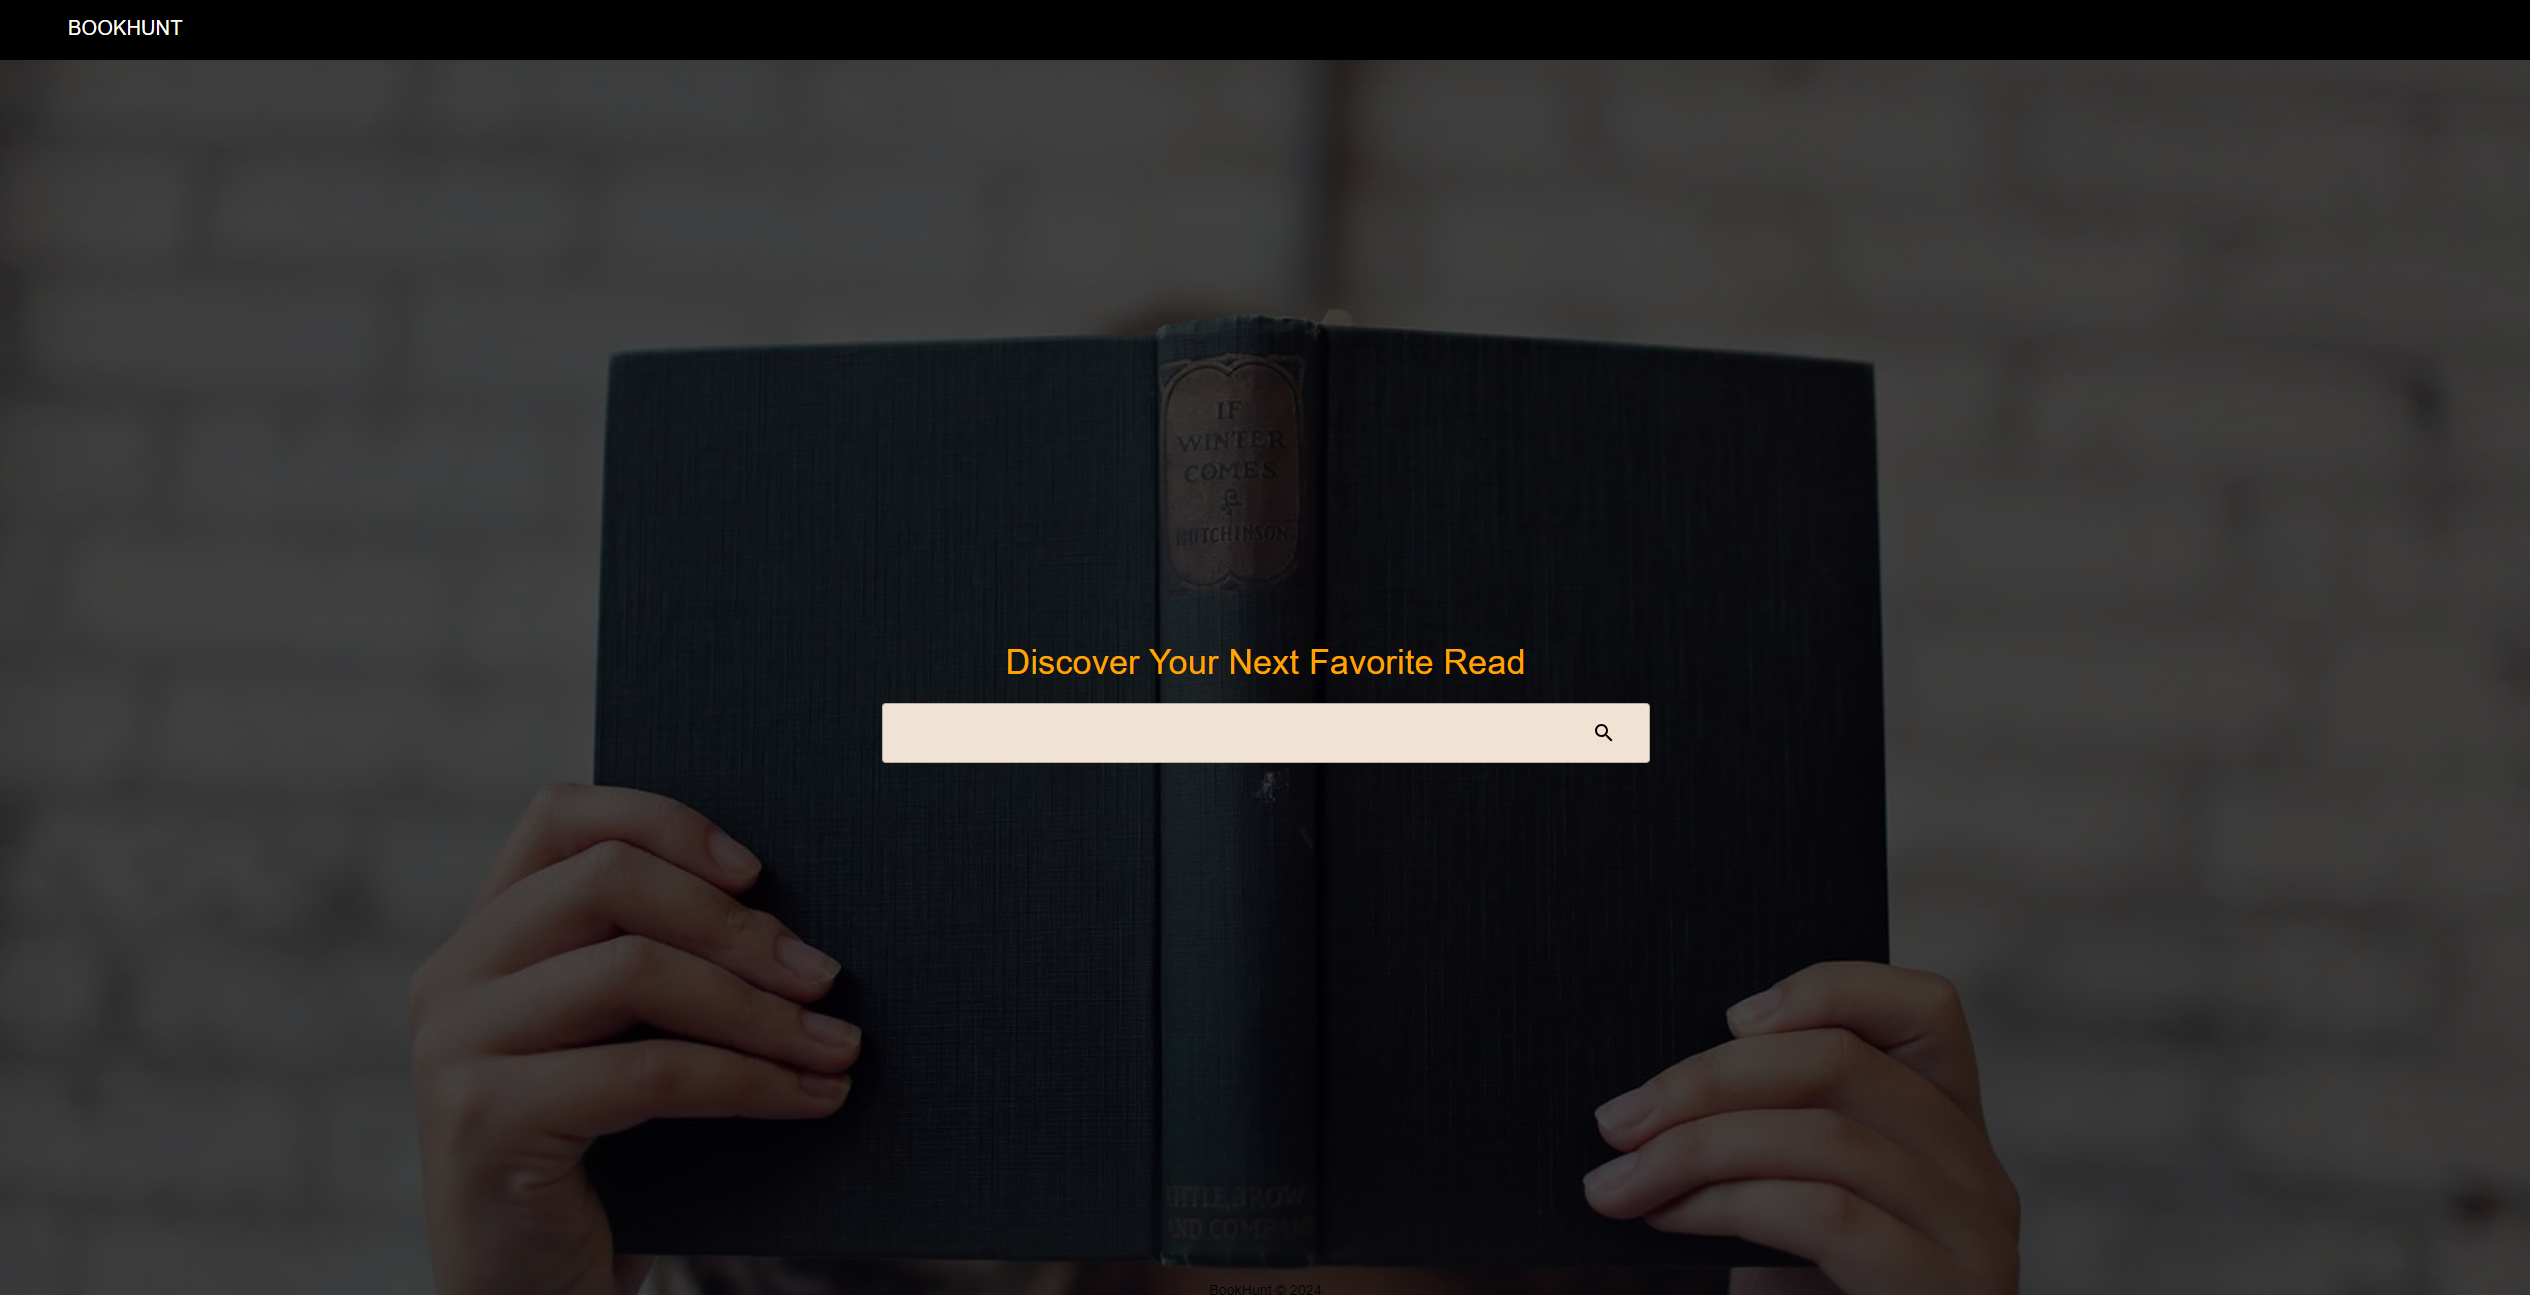 BOOKHUNT
IF
WINTER
COMES
HUTCHINSON
Discover Your Next Favorite Read
LITTLE, BROWN
AND COMPANY
BookHunt © 2024